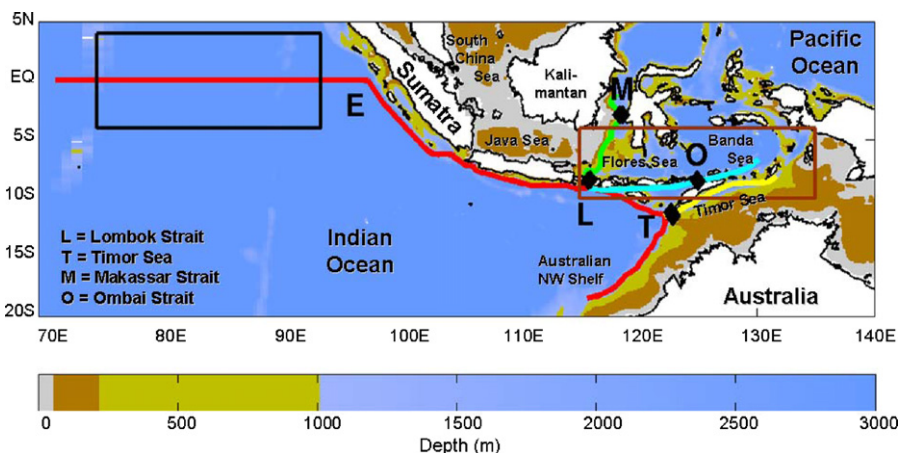 5N
EQ
5S
10S
15S
20S
South
China
Sea
Pacific
Ocean
Kali-
mantan
Sumatra
M
E
Java Sea
Banda
Sea
O
Flores Sea
L
T
Timor Sea
Indian
Ocean
Australian
NW Shelf
Australia
L = Lombok Strait
T = Timor Sea
M = Makassar Strait
O = Ombai Strait
70E 80E 90E 100E 110E 120E 130E 140E
0 500 1000 1500 2000 2500 3000
Depth (m)